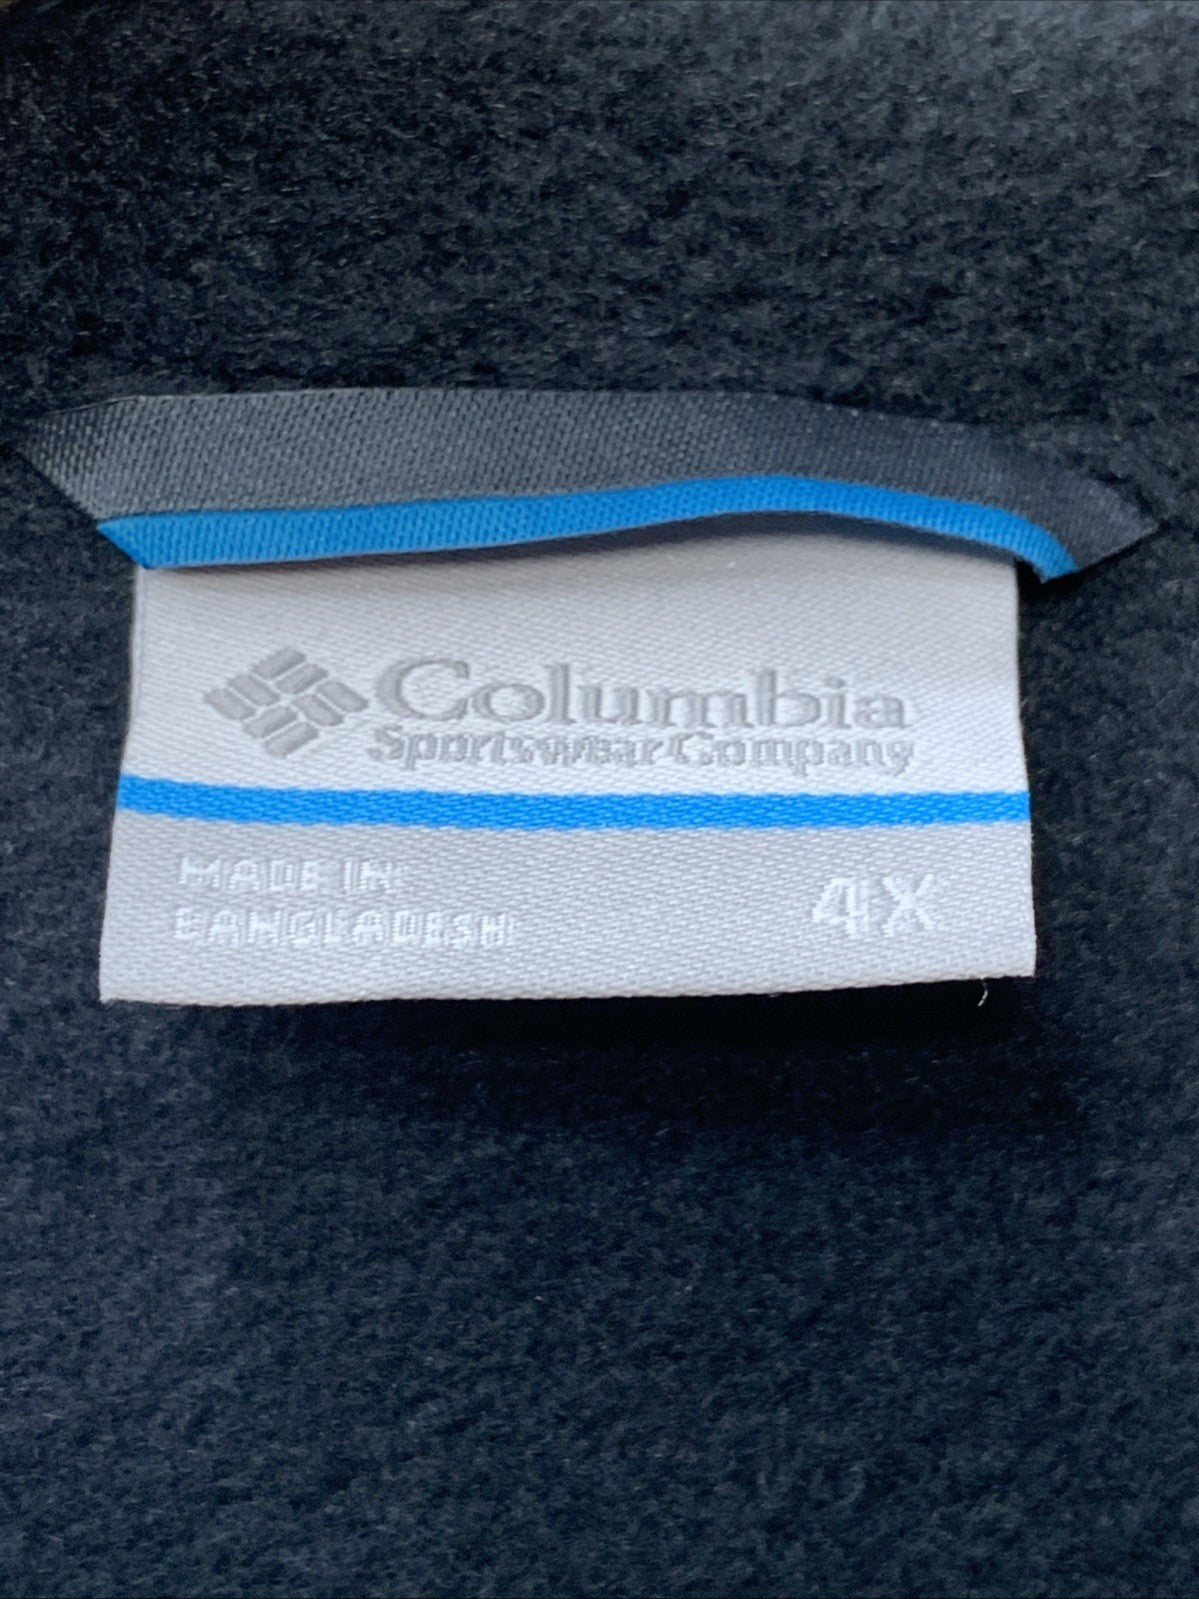 Columbia
Sportswear Company
MADE IN
BANGLADESH
4X